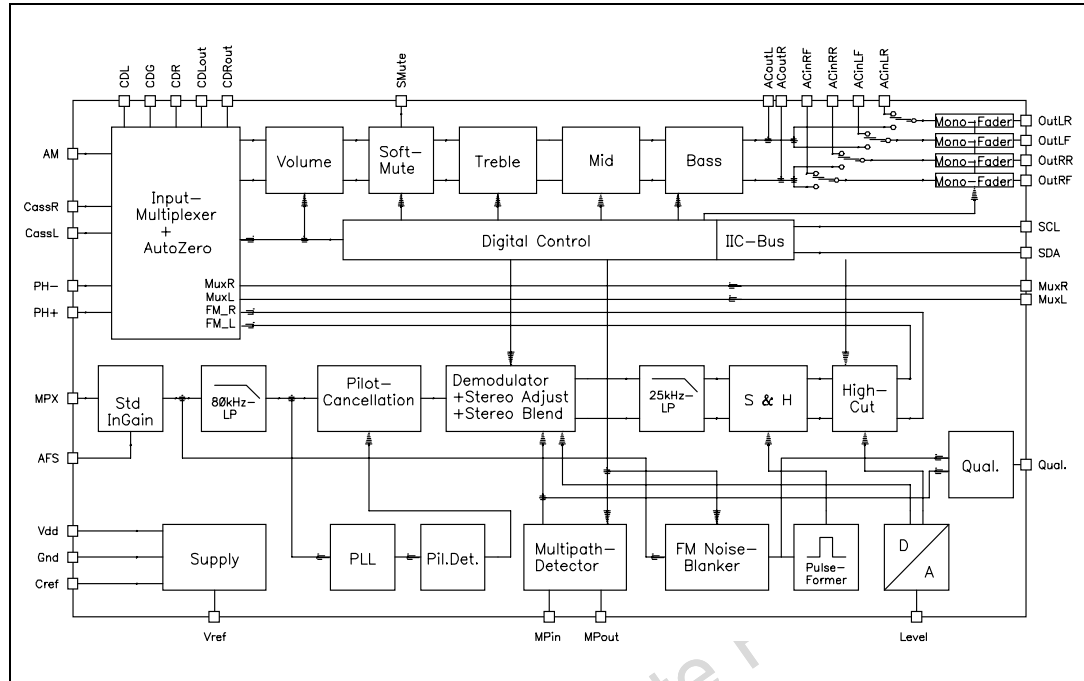 CDL
CDG
CDR
CDLout
CDRout
SMute
ACoutL
ACoutR
ACinRF
ACinRR
ACinLF
ACinLR
AM
CassR
CassL
PH-
PH+
Input-
Multiplexer
+
AutoZero
Volume
Soft-
Mute
Treble
Mid
Bass
Mono-Fader
Mono-Fader
Mono-Fader
Mono-Fader
OutLR
OutLF
OutRR
OutRF
Digital Control
IIC-Bus
SCL
SDA
MuxR
MuxL
FM_R
FM_L
MuxR
MuxL
MPX
AFS
Std
InGain
80kHz-
LP
Pilot-
Cancellation
Demodulator
+Stereo Adjust
+Stereo Blend
25kHz-
LP
S & H
High-
Cut
Qual.
Qual.
Vdd
Gnd
Cref
Supply
PLL
Pil.Det.
Multipath-
Detector
FM Noise-
Blanker
Pulse-
Former
D
A
Vref
MPin
MPout
Level